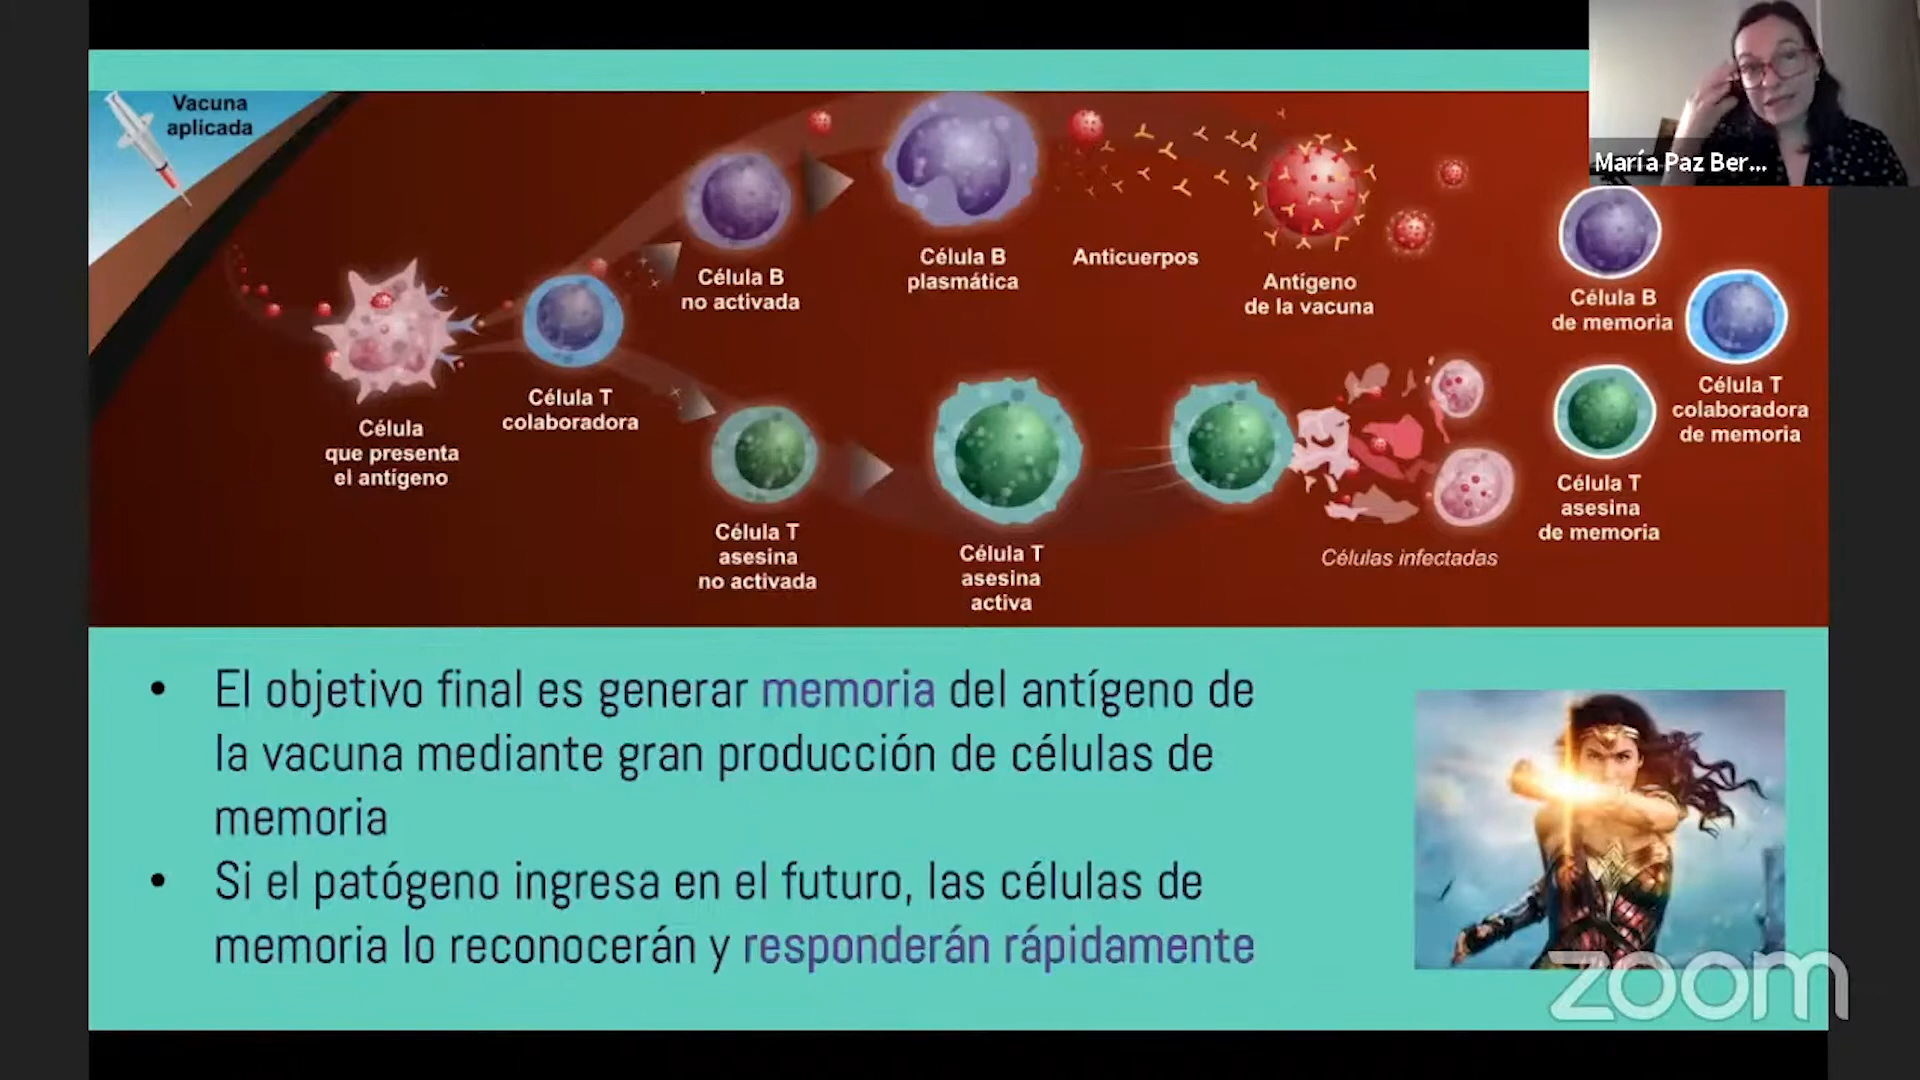 Vacuna
aplicada
María Paz Ber...
Célula
que presenta
el antígeno
Célula T
colaboradora
Célula B
no activada
Célula B
plasmática
Anticuerpos
Antígeno
de la vacuna
Célula T
asesina
no activada
Célula T
asesina
activa
Células infectadas
Célula B
de memoria
Célula T
colaboradora
de memoria
Célula T
asesina
de memoria
• El objetivo final es generar memoria del antígeno de
la vacuna mediante gran producción de células de
memoria
• Si el patógeno ingresa en el futuro, las células de
memoria lo reconocerán y responderán rápidamente
zoom